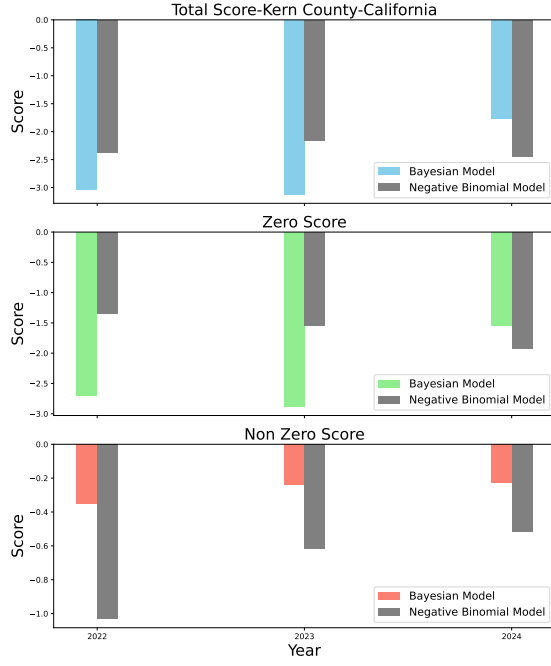 Total Score-Kern County-California
0.0
−0.5
−1.0
−1.5
−2.0
−2.5
−3.0
Score
Bayesian Model
Negative Binomial Model
Zero Score
0.0
−0.5
−1.0
−1.5
−2.0
−2.5
−3.0
Score
Bayesian Model
Negative Binomial Model
Non Zero Score
0.0
−0.2
−0.4
−0.6
−0.8
−1.0
Score
Bayesian Model
Negative Binomial Model
2022 2023 2024
Year